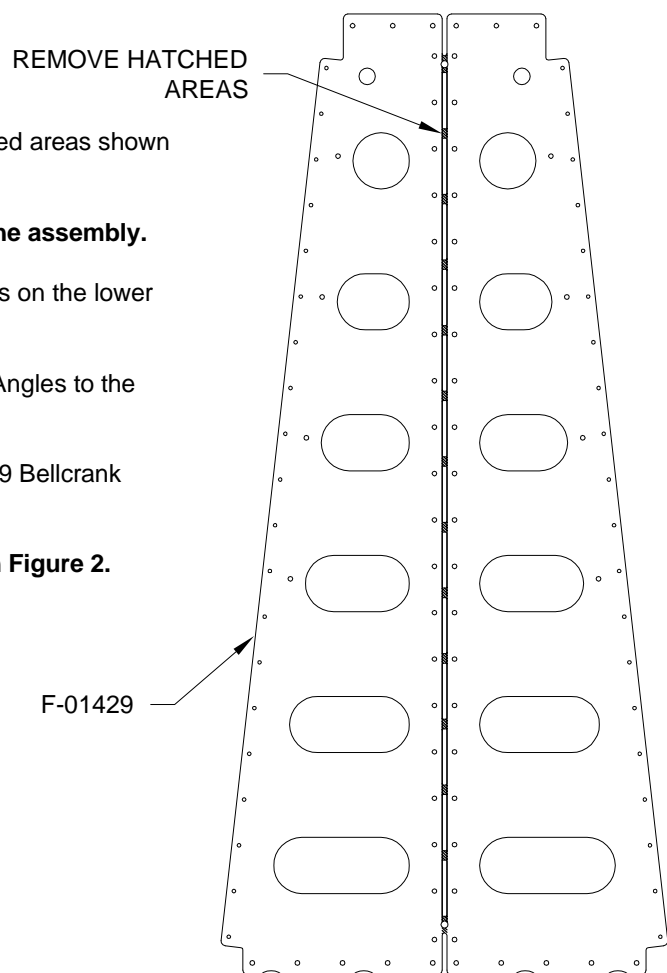 REMOVE HATCHED
AREAS
ed areas shown
he assembly.
s on the lower
Angles to the
9 Bellcrank
Figure 2.
F-01429